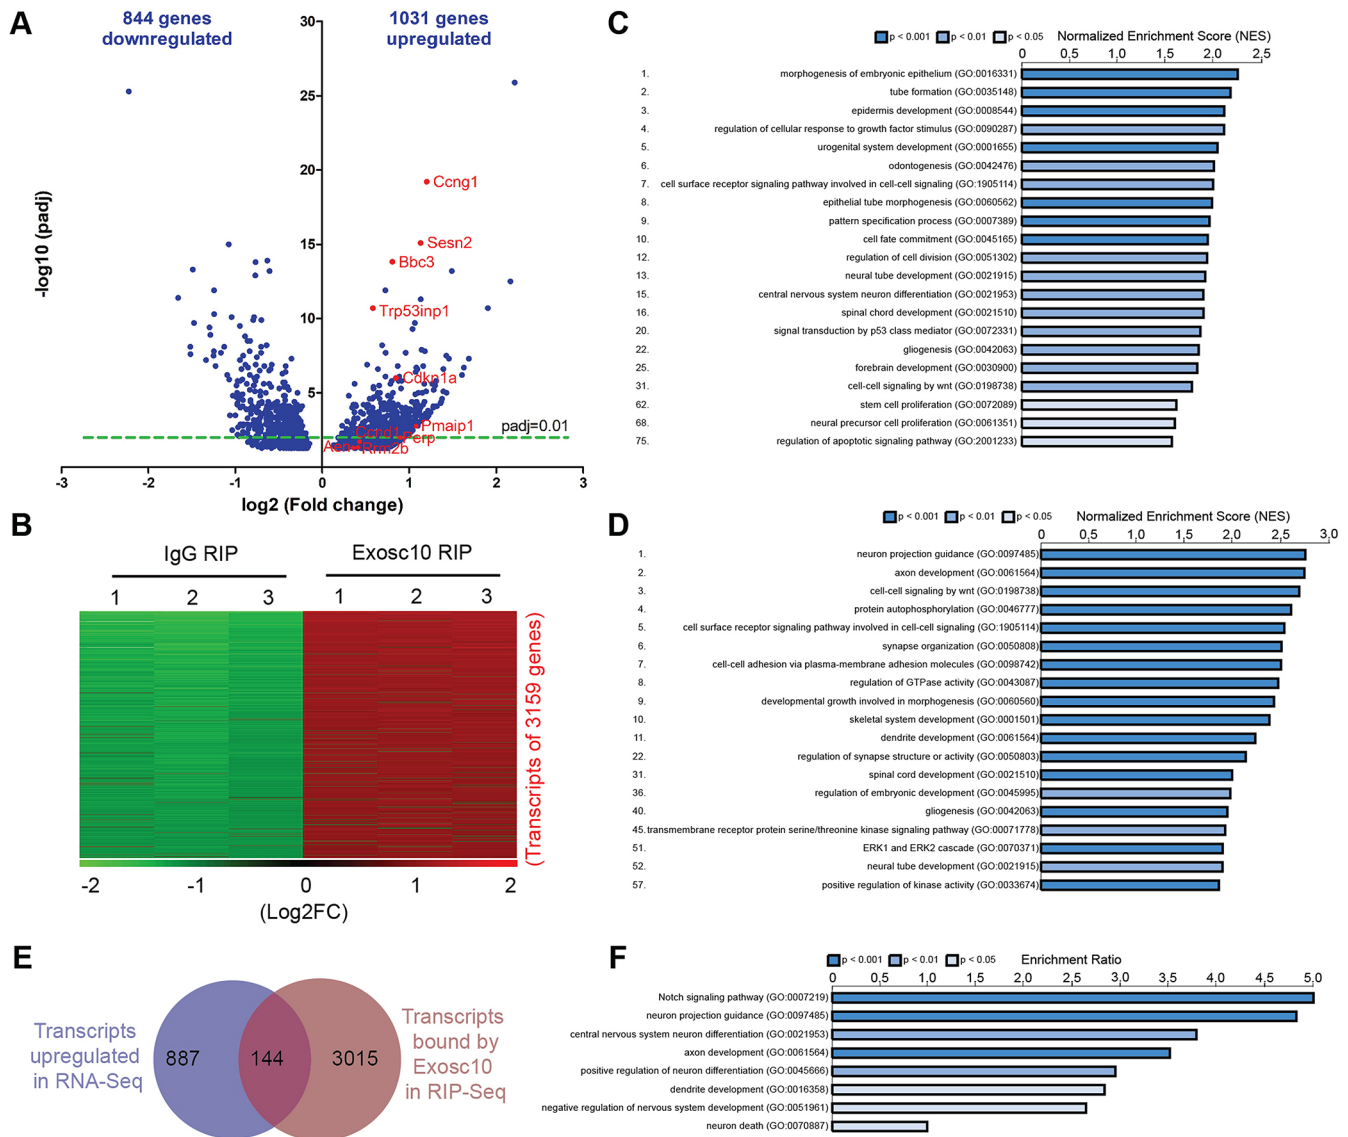 A
844 genes
downregulated
1031 genes
upregulated
-log10 (padj)
30
25
20
15
10
5
0
Ccng1
Sesn2
Bbc3
Trp53inp1
Cdkn1a
Pmaip1
Ccnd1
Perp
Rrm2b
padj=0.01
-3 -2 -1 0 1 2 3
log2 (Fold change)
B
IgG RIP Exosc10 RIP
1 2 3 1 2 3
(Transcripts of 3159 genes)
-2 -1 0 1 2
(Log2FC)
C
p < 0.001 p < 0.01 p < 0.05 Normalized Enrichment Score (NES)
0 0,5 1,0 1,5 2,0 2,5
1. morphogenesis of embryonic epithelium (GO:0016331)
2. tube formation (GO:0035148)
3. epidermis development (GO:0008544)
4. regulation of cellular response to growth factor stimulus (GO:0090287)
5. urogenital system development (GO:0001655)
6. odontogenesis (GO:0042476)
7. cell surface receptor signaling pathway involved in cell-cell signaling (GO:1905114)
8. epithelial tube morphogenesis (GO:0060562)
9. pattern specification process (GO:0007389)
10. cell fate commitment (GO:0045165)
12. regulation of cell division (GO:0051302)
13. neural tube development (GO:0021915)
15. central nervous system neuron differentiation (GO:0021953)
16. spinal chord development (GO:0021510)
20. signal transduction by p53 class mediator (GO:0072331)
22. gliogenesis (GO:0042063)
25. forebrain development (GO:0030900)
31. cell-cell signaling by wnt (GO:0198738)
62. stem cell proliferation (GO:0072089)
68. neural precursor cell proliferation (GO:0061351)
75. regulation of apoptotic signaling pathway (GO:2001233)
D
p < 0.001 p < 0.01 p < 0.05 Normalized Enrichment Score (NES)
0 0,5 1,0 1,5 2,0 2,5 3,0
1. neuron projection guidance (GO:0097485)
2. axon development (GO:0061564)
3. cell-cell signaling by wnt (GO:0198738)
4. protein autophosphorylation (GO:0046777)
5. cell surface receptor signaling pathway involved in cell-cell signaling (GO:1905114)
6. synapse organization (GO:0050808)
7. cell-cell adhesion via plasma-membrane adhesion molecules (GO:0098742)
8. regulation of GTPase activity (GO:0043087)
9. developmental growth involved in morphogenesis (GO:0060560)
10. skeletal system development (GO:0001501)
11. dendrite development (GO:0061564)
22. regulation of synapse structure or activity (GO:0050803)
31. spinal cord development (GO:0021510)
36. regulation of embryonic development (GO:0045995)
40. gliogenesis (GO:0042063)
45. transmembrane receptor protein serine/threonine kinase signaling pathway (GO:00071778)
51. ERK1 and ERK2 cascade (GO:0070371)
52. neural tube development (GO:0021915)
57. positive regulation of kinase activity (GO:0033674)
E
Transcripts
upregulated
in RNA-Seq
887 144 3015
Transcripts
bound by
Exosc10
in RIP-Seq
F
p < 0.001 p < 0.01 p < 0.05 Enrichment Ratio
0 0,5 1,0 1,5 2,0 2,5 3,0 3,5 4,0 4,5 5,0
Notch signaling pathway (GO:0007219)
neuron projection guidance (GO:0097485)
central nervous system neuron differentiation (GO:0021953)
axon development (GO:0061564)
positive regulation of neuron differentiation (GO:0045666)
dendrite development (GO:0016358)
negative regulation of nervous system development (GO:0051961)
neuron death (GO:0070887)